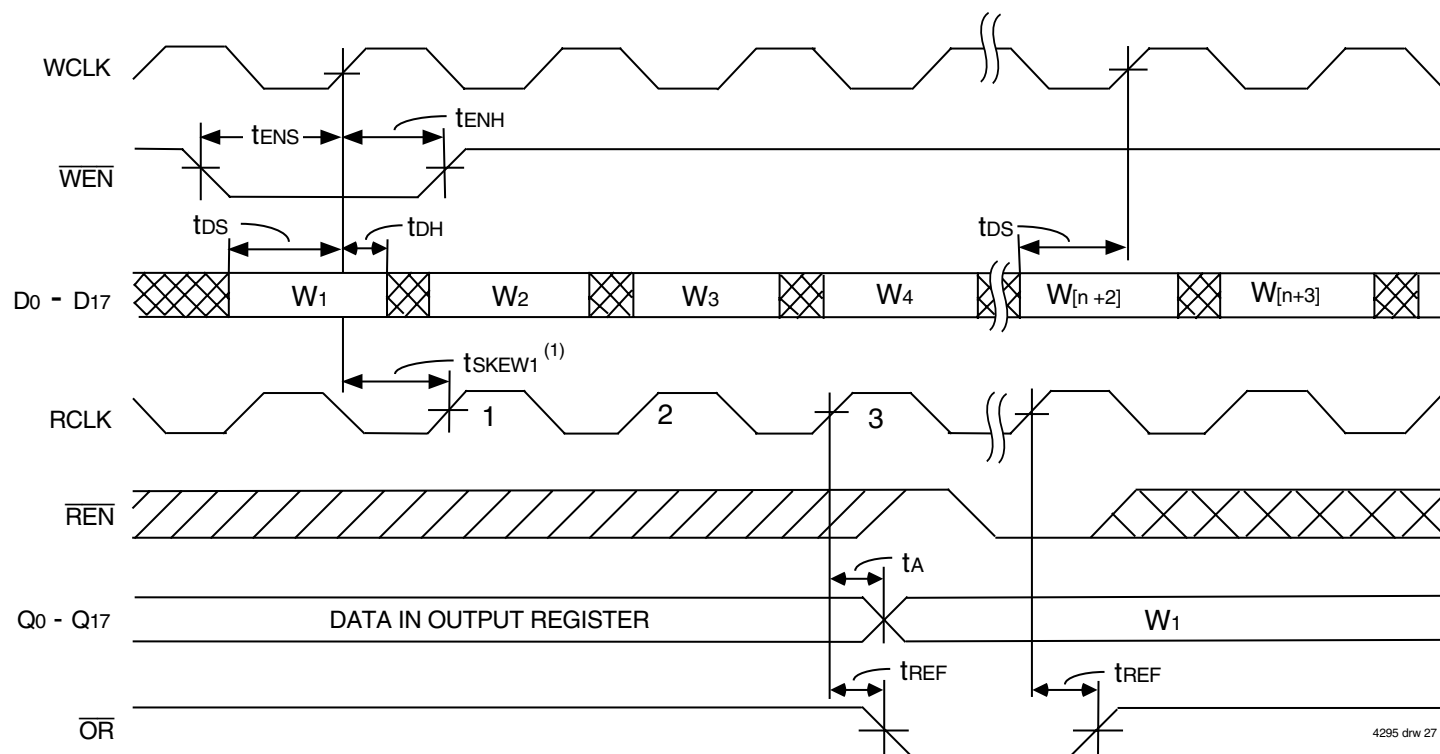 WCLK
tENS
tENH
WEN
tDS
tDH
tDS
D0 - D17
W1
W2
W3
W4
W[n +2]
W[n+3]
tSKEW1 (1)
RCLK
1
2
3
REN
tA
Q0 - Q17
DATA IN OUTPUT REGISTER
W1
tREF
tREF
OR
4295 drw 27